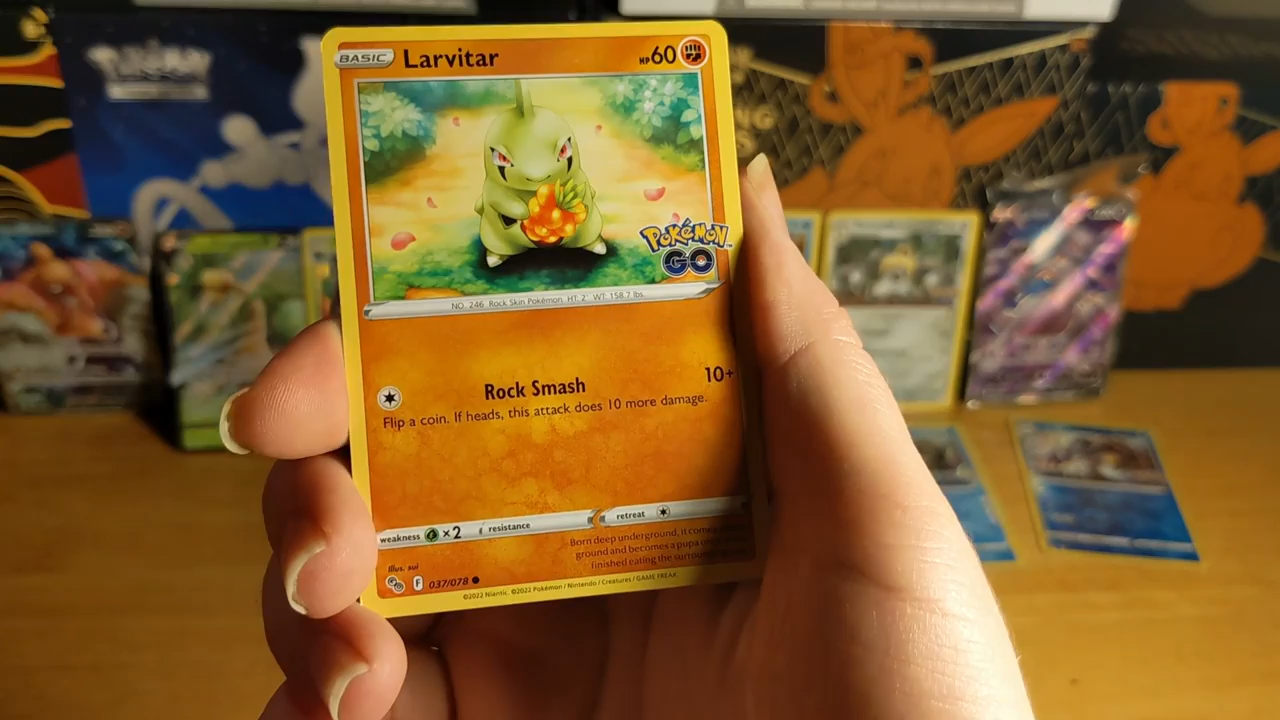 POKÉMON
BASIC
Larvitar
HP60
POKÉMON
GO
NO. 246 Rock Skin Pokémon. HT: 2' WT: 158.7 lbs.
Rock Smash
10+
Flip a coin. If heads, this attack does 10 more damage.
weakness ×2 resistance retreat
Born deep underground, it
ground and becomes a pupa
finished eating the
Illus. sui
F 037/078
©2022 Niantic. ©2022 Pokémon / Nintendo / Creatures / GAME FREAK